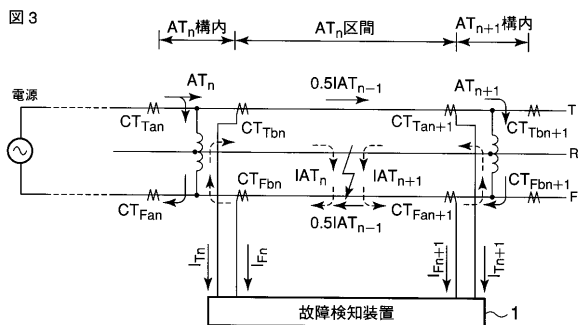 図3
ATn構内
ATn区間
ATn+1構内
電源
ATn
0.5IATn-1
ATn+1
T
CTTan
CTTbn
CTTan+1
CTTbn+1
R
CTFbn
IATn
IATn+1
CTFbn+1
F
CTFan
0.5IATn-1
CTFan+1
ITn
IFn
IFn+1
ITn+1
故障検知装置
1